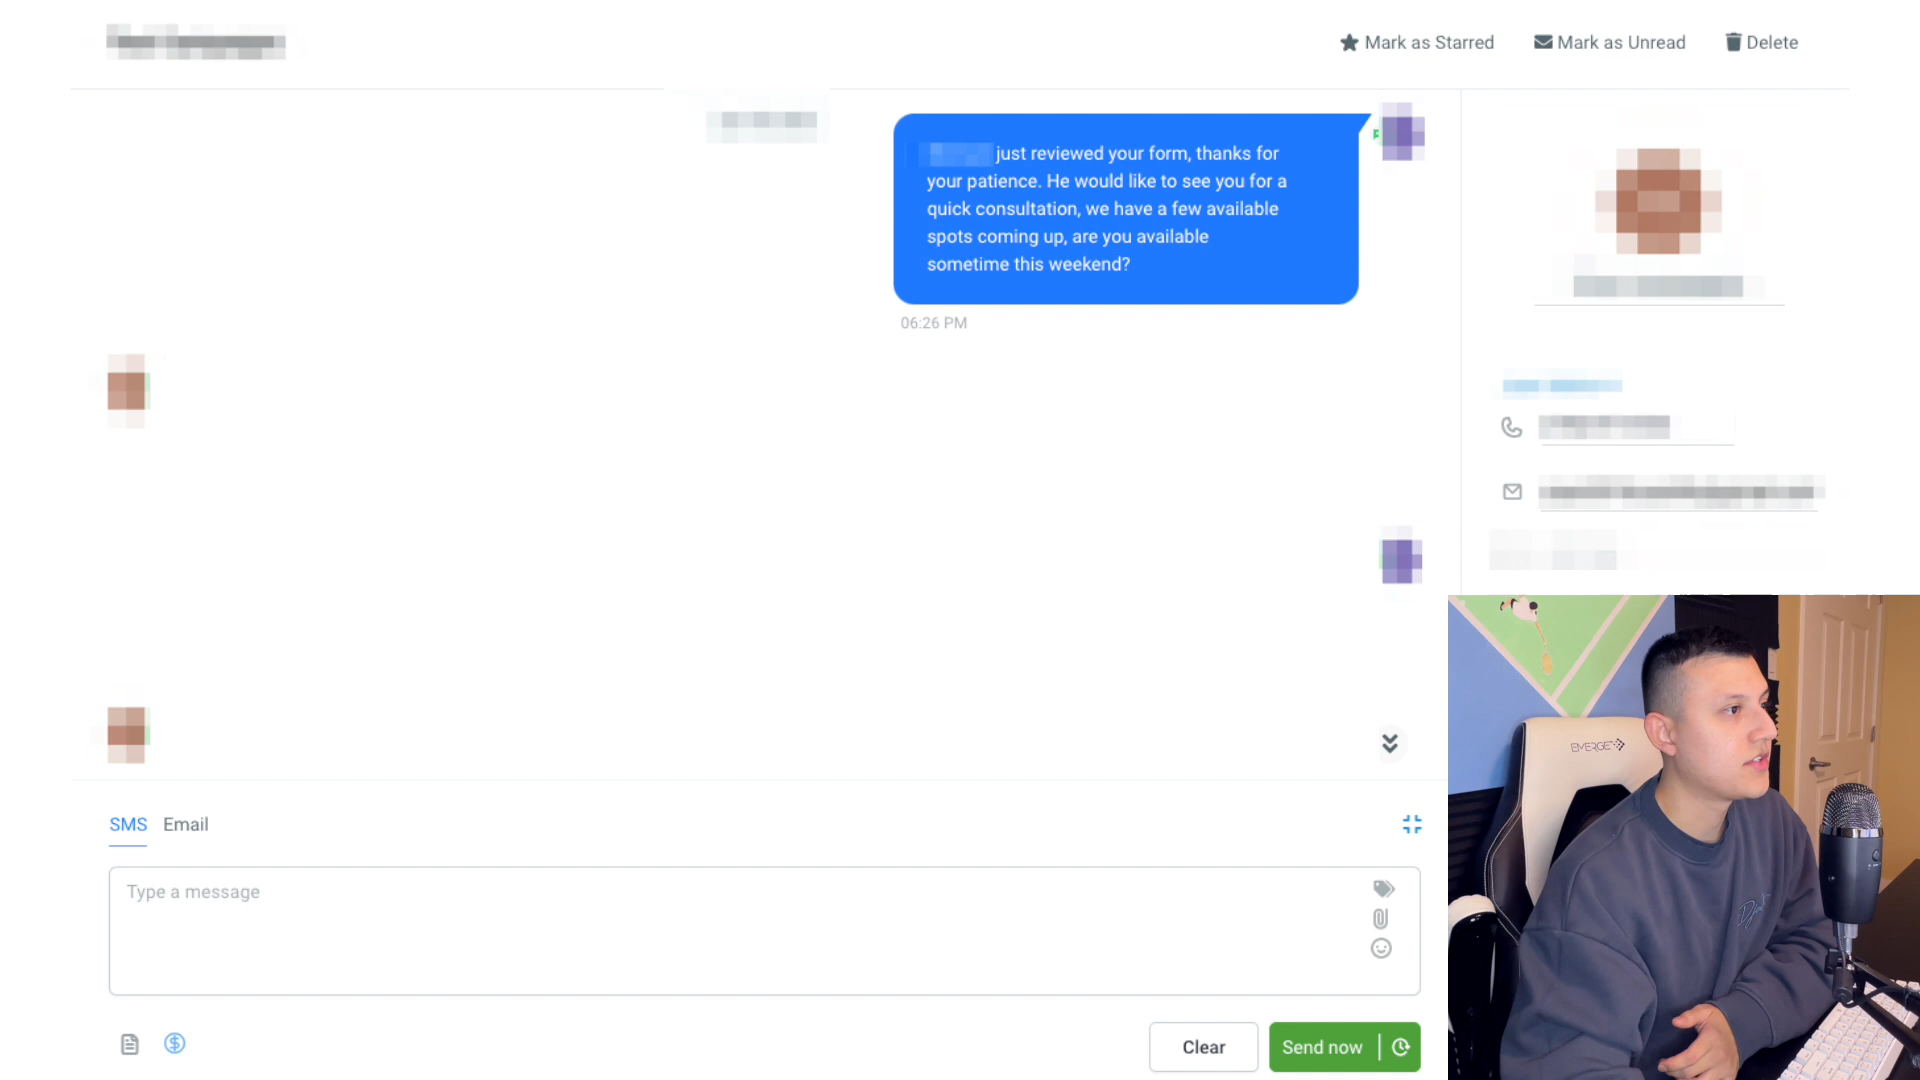 Mark as Starred
Mark as Unread
Delete
just reviewed your form, thanks for
your patience. He would like to see you for a
quick consultation, we have a few available
spots coming up, are you available
sometime this weekend?
06:26 PM
EMERGE
SMS
Email
Type a message
Clear
Send now